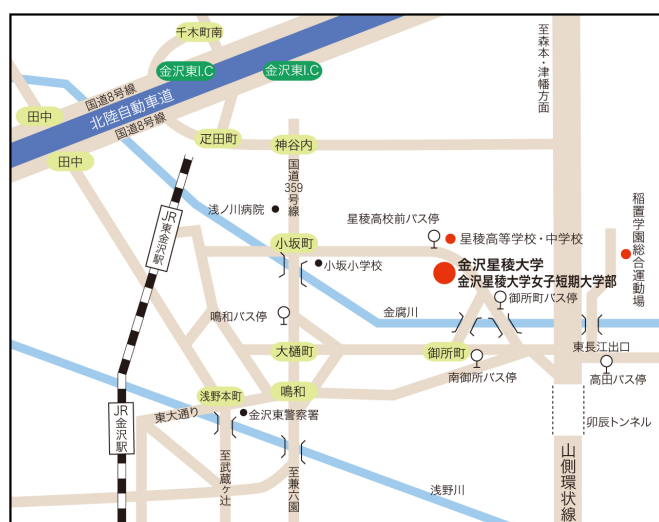 千木町南
金沢東I.C
金沢東I.C
至森本・津幡方面
国道8号線
北陸自動車道
国道8号線
田中
田中
疋田町
神谷内
国道359号線
JR東金沢駅
浅ノ川病院
星稜高校前バス停
稲置学園総合運動場
小坂町
星稜高等学校・中学校
小坂小学校
金沢星稜大学
金沢星稜大学女子短期大学部
御所町バス停
鳴和バス停
金腐川
大樋町
御所町
東長江出口
南御所バス停
高田バス停
浅野本町
鳴和
JR金沢駅
東大通り
金沢東警察署
卯辰トンネル
至武蔵ヶ辻
至兼六園
浅野川
山側環状線